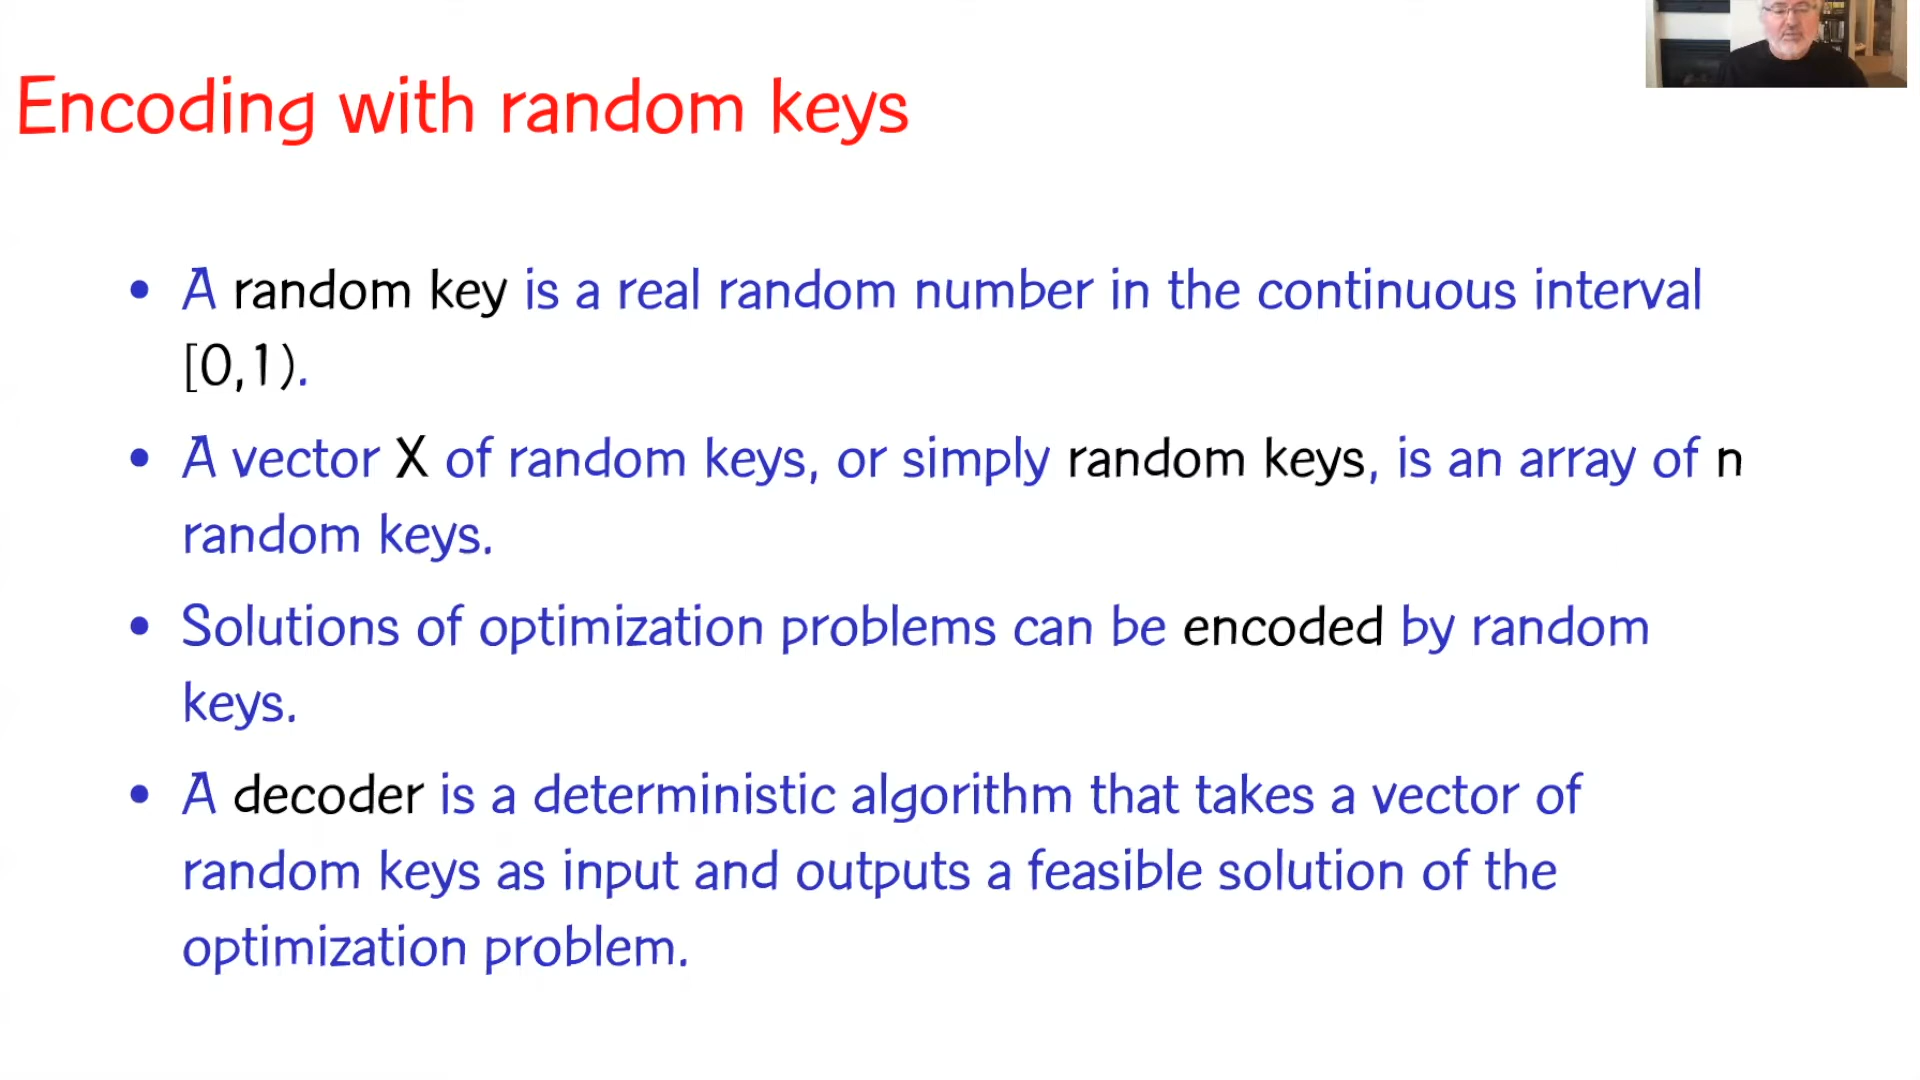 Encoding with random keys
• A random key is a real random number in the continuous interval
[0,1).
• A vector X of random keys, or simply random keys, is an array of n
random keys.
• Solutions of optimization problems can be encoded by random
keys.
• A decoder is a deterministic algorithm that takes a vector of
random keys as input and outputs a feasible solution of the
optimization problem.